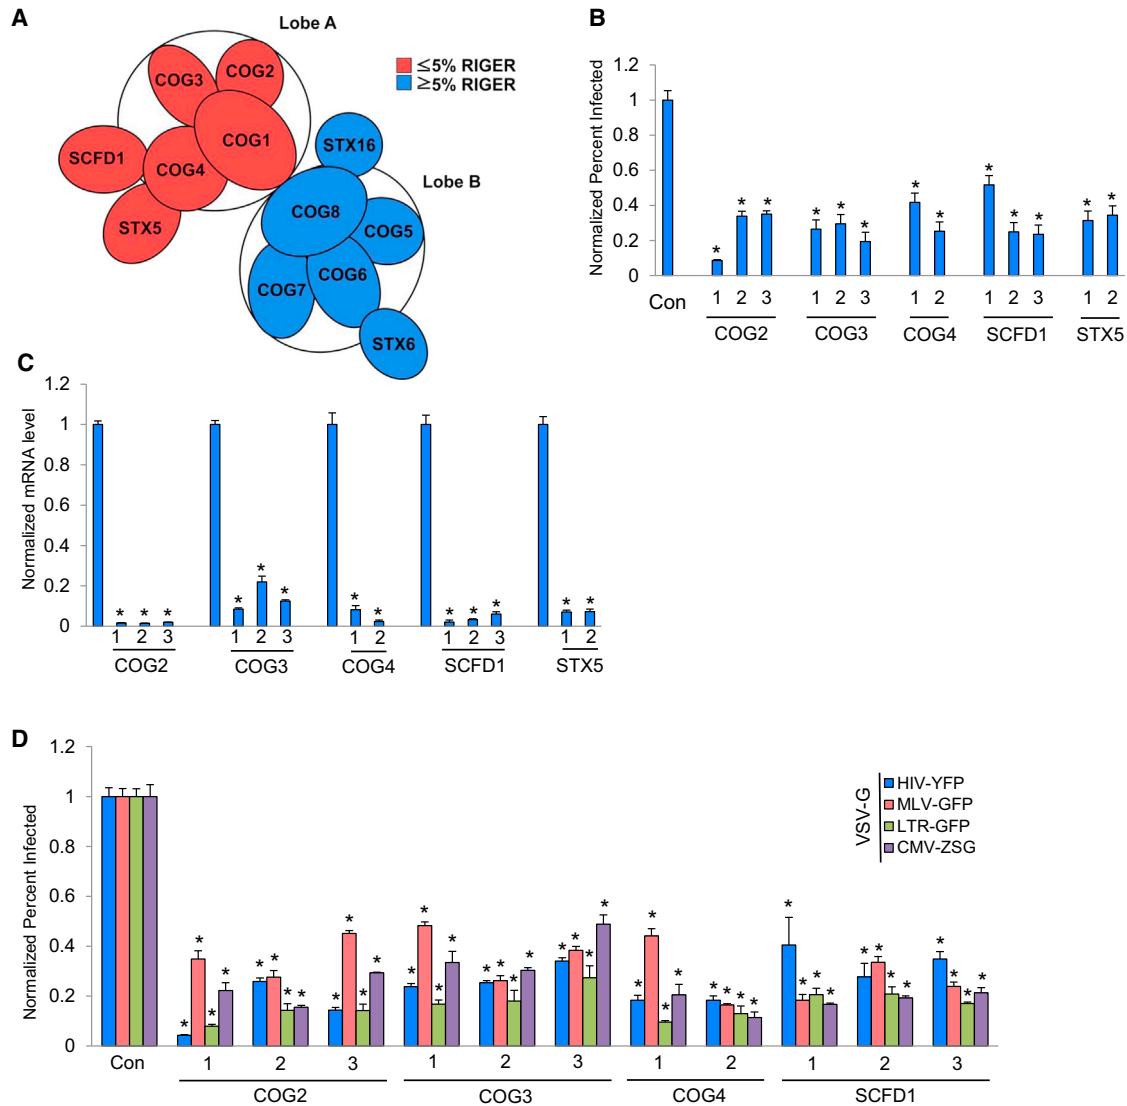 A
Lobe A
≤5% RIGER
≥5% RIGER
COG3
COG2
COG1
SCFD1
COG4
STX5
STX16
Lobe B
COG8
COG5
COG6
COG7
STX6
B
Normalized Percent Infected
1.2
1
0.8
0.6
0.4
0.2
0
* * * * * * * * * * * * *
Con 1 2 3 1 2 3 1 2 1 2 3 1 2
COG2 COG3 COG4 SCFD1 STX5
C
Normalized mRNA level
1.2
1
0.8
0.6
0.4
0.2
0
* * * * * * * * * * * * *
1 2 3 1 2 3 1 2 1 2 3 1 2
COG2 COG3 COG4 SCFD1 STX5
D
Normalized Percent Infected
1.2
1
0.8
0.6
0.4
0.2
0
VSV-G
HIV-YFP
MLV-GFP
LTR-GFP
CMV-ZSG
* * * * * * * * * * * * * * * * * * * * * * * * * * * * * * * * * * * * * * * * * * * *
Con 1 2 3 1 2 3 1 2 1 2 3
COG2 COG3 COG4 SCFD1